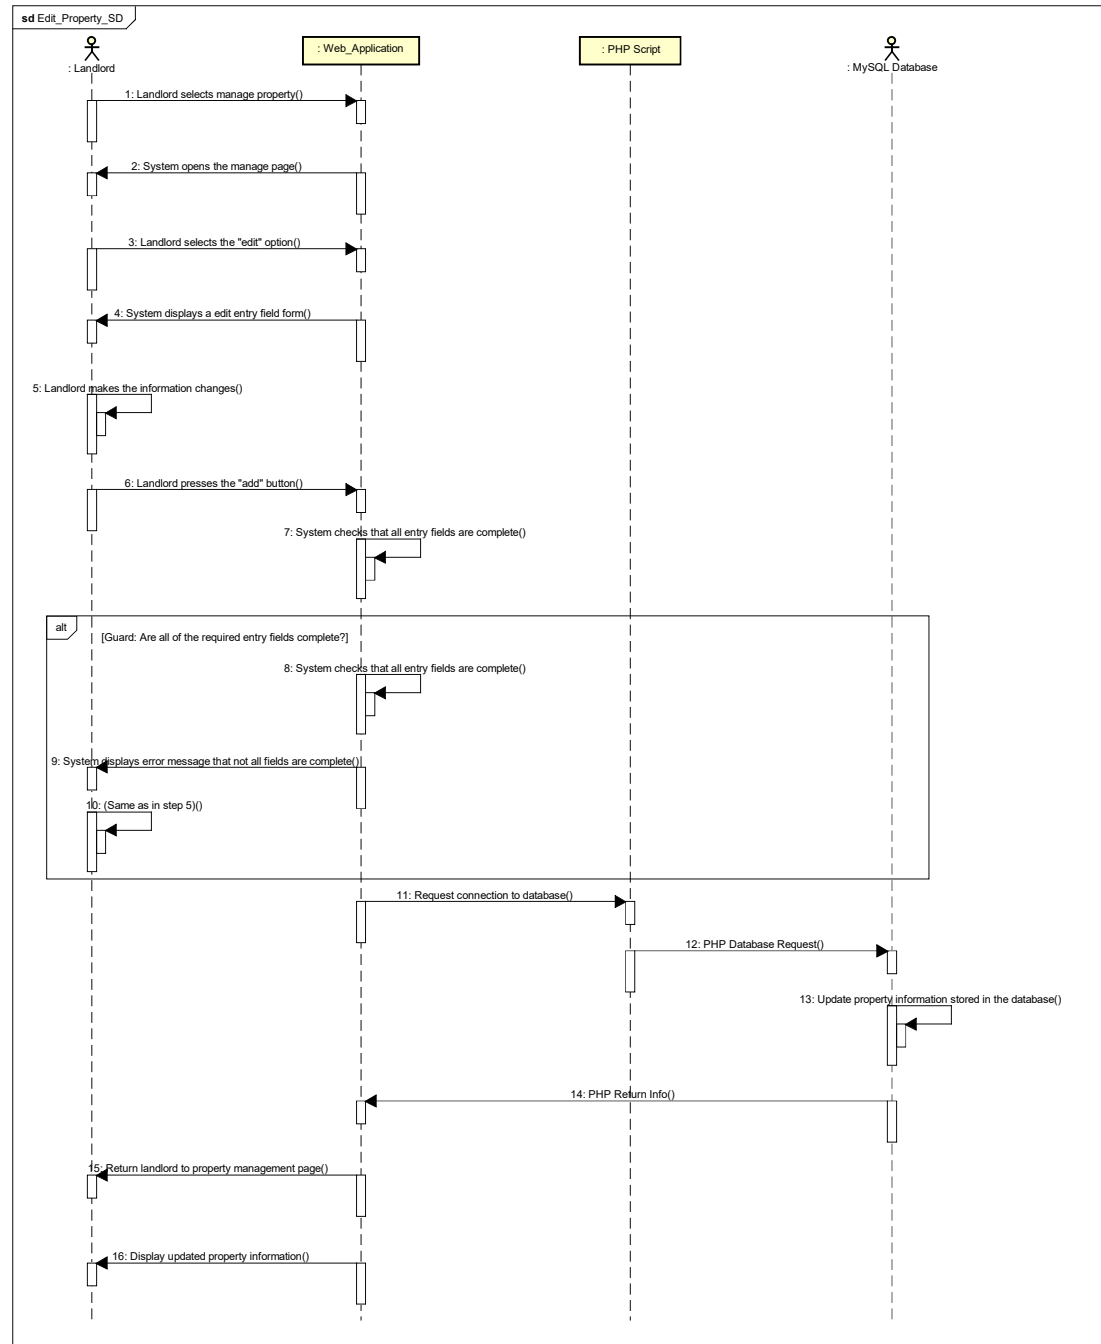 sd Edit_Property_SD
: Landlord
: Web_Application
: PHP Script
: MySQL Database
1: Landlord selects manage property()
2: System opens the manage page()
3: Landlord selects the "edit" option()
4: System displays a edit entry field form()
5: Landlord makes the information changes()
6: Landlord presses the "add" button()
7: System checks that all entry fields are complete()
alt
[Guard: Are all of the required entry fields complete?]
8: System checks that all entry fields are complete()
9: System displays error message that not all fields are complete()
10: (Same as in step 5)()
11: Request connection to database()
12: PHP Database Request()
13: Update property information stored in the database()
14: PHP Return Info()
15: Return landlord to property management page()
16: Display updated property information()